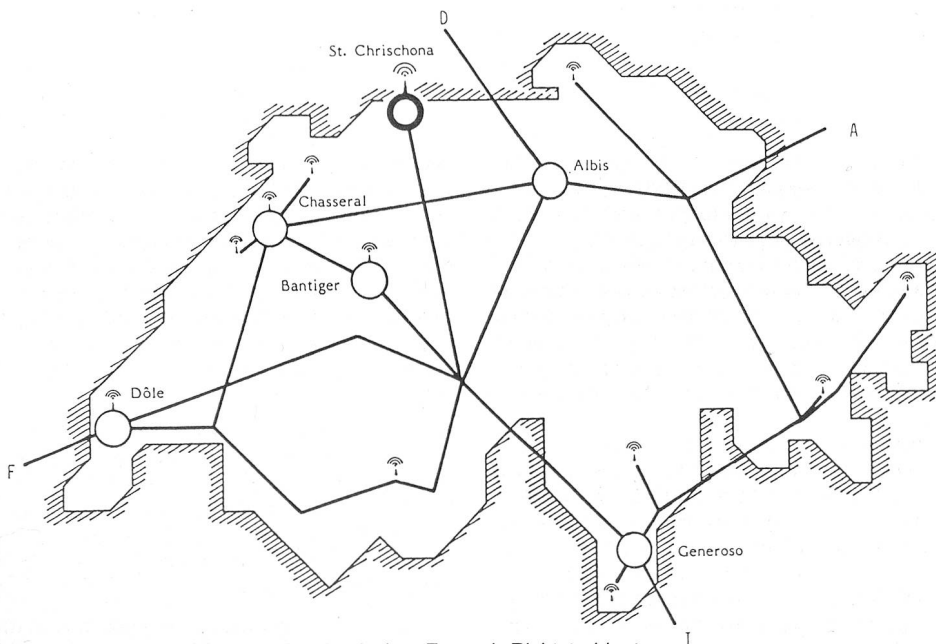 D
St. Chrischona
A
Albis
Chasseral
Bantiger
Dôle
F
Generoso
I